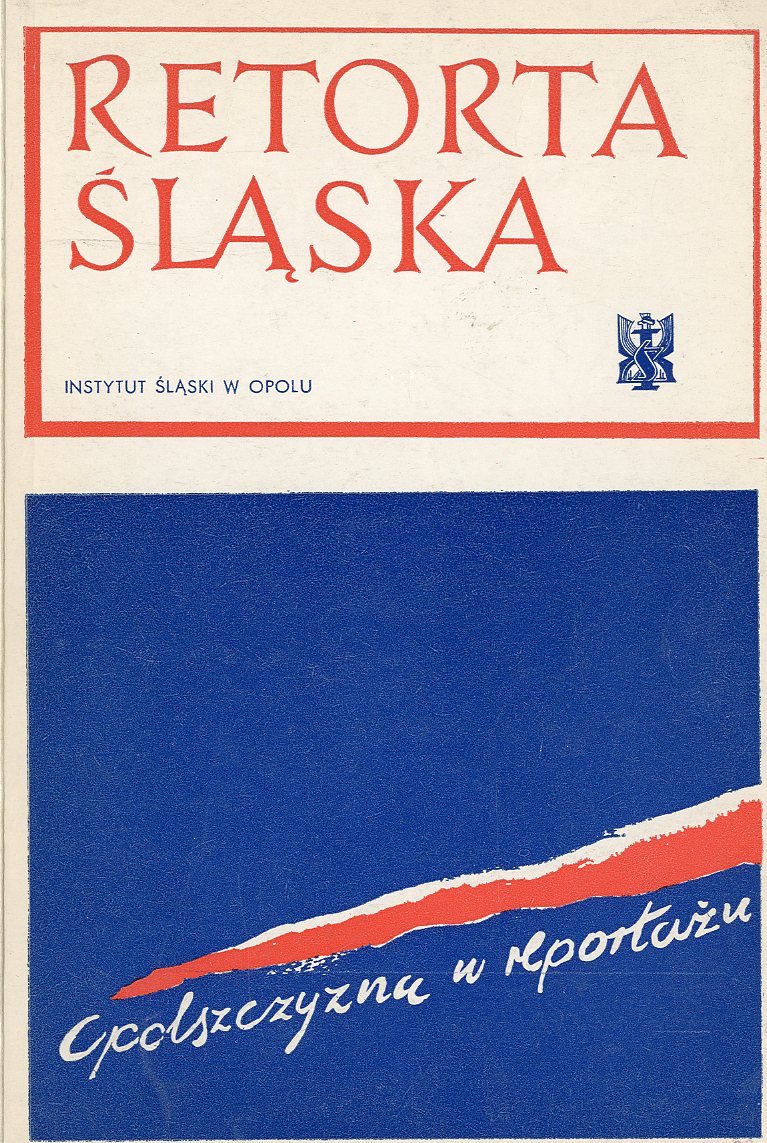 RETORTA
ŚLĄSKA
INSTYTUT ŚLĄSKI W OPOLU
Opolszczyzna w reportażu